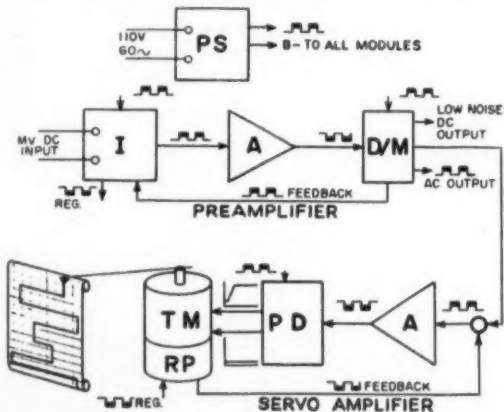 110V
60~
PS
B- TO ALL MODULES
MV DC
INPUT
I
REG.
A
D/M
LOW NOISE
DC
OUTPUT
AC OUTPUT
FEEDBACK
PREAMPLIFIER
TM
RP
PD
A
REG.
FEEDBACK
SERVO AMPLIFIER